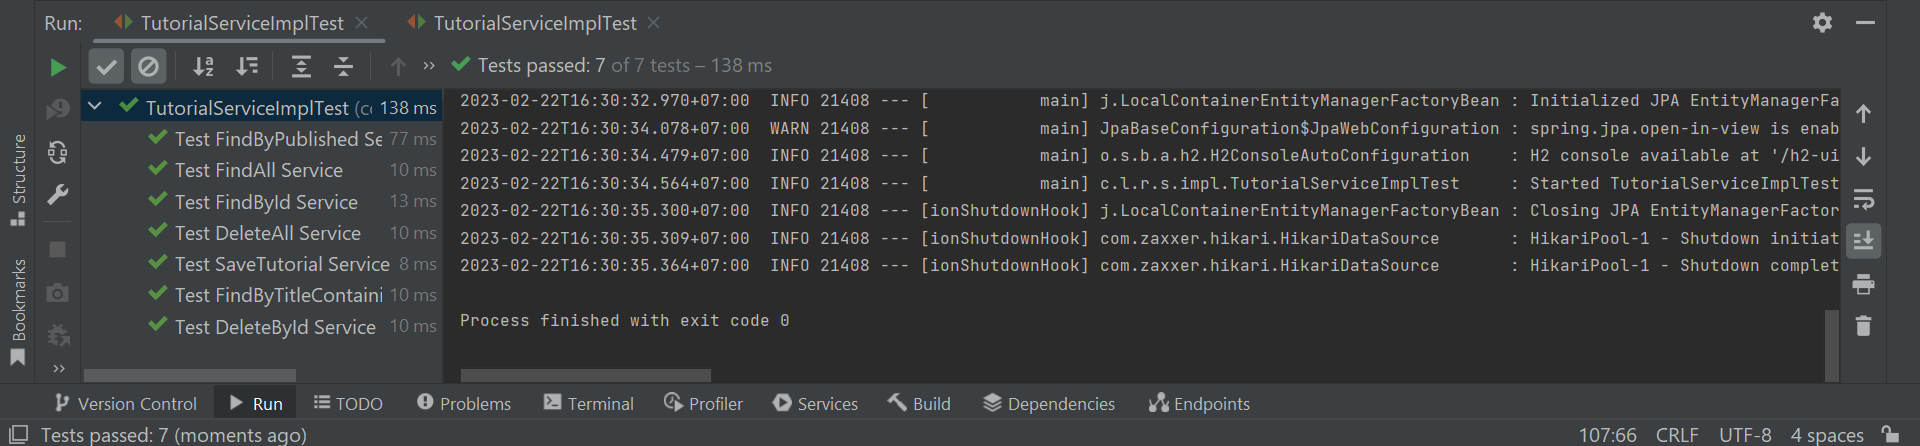 Run: TutorialServiceImplTest × TutorialServiceImplTest ×
Tests passed: 7 of 7 tests – 138 ms
TutorialServiceImplTest (cc 138 ms
Test FindByPublished Se 77 ms
Test FindAll Service 10 ms
Test FindById Service 13 ms
Test DeleteAll Service 10 ms
Test SaveTutorial Service 8 ms
Test FindByTitleContaini 10 ms
Test DeleteById Service 10 ms
2023-02-22T16:30:32.970+07:00  INFO 21408 --- [           main] j.LocalContainerEntityManagerFactoryBean : Initialized JPA EntityManagerFa
2023-02-22T16:30:34.078+07:00  WARN 21408 --- [           main] JpaBaseConfiguration$JpaWebConfiguration : spring.jpa.open-in-view is enab
2023-02-22T16:30:34.479+07:00  INFO 21408 --- [           main] o.s.b.a.h2.H2ConsoleAutoConfiguration    : H2 console available at '/h2-ui
2023-02-22T16:30:34.564+07:00  INFO 21408 --- [           main] c.l.r.s.impl.TutorialServiceImplTest     : Started TutorialServiceImplTest
2023-02-22T16:30:35.300+07:00  INFO 21408 --- [ionShutdownHook] j.LocalContainerEntityManagerFactoryBean : Closing JPA EntityManagerFactor
2023-02-22T16:30:35.309+07:00  INFO 21408 --- [ionShutdownHook] com.zaxxer.hikari.HikariDataSource       : HikariPool-1 - Shutdown initiat
2023-02-22T16:30:35.364+07:00  INFO 21408 --- [ionShutdownHook] com.zaxxer.hikari.HikariDataSource       : HikariPool-1 - Shutdown complet
Process finished with exit code 0
Structure
Bookmarks
Version Control Run TODO Problems Terminal Profiler Services Build Dependencies Endpoints
Tests passed: 7 (moments ago) 107:66 CRLF UTF-8 4 spaces